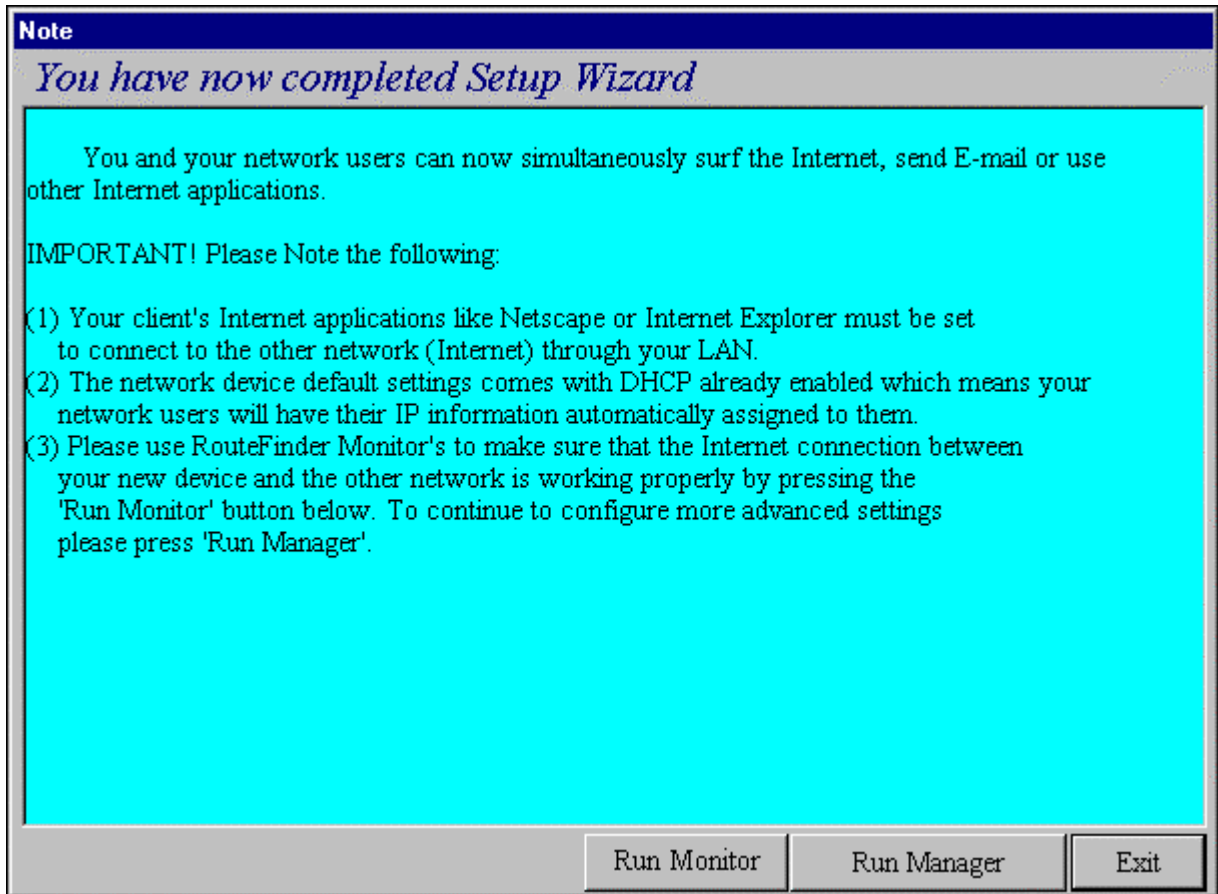 Note
You have now completed Setup Wizard
You and your network users can now simultaneously surf the Internet, send E-mail or use
other Internet applications.
IMPORTANT! Please Note the following:
(1) Your client's Internet applications like Netscape or Internet Explorer must be set
to connect to the other network (Internet) through your LAN.
(2) The network device default settings comes with DHCP already enabled which means your
network users will have their IP information automatically assigned to them.
(3) Please use RouteFinder Monitor's to make sure that the Internet connection between
your new device and the other network is working properly by pressing the
'Run Monitor' button below. To continue to configure more advanced settings
please press 'Run Manager'.
Run Monitor
Run Manager
Exit